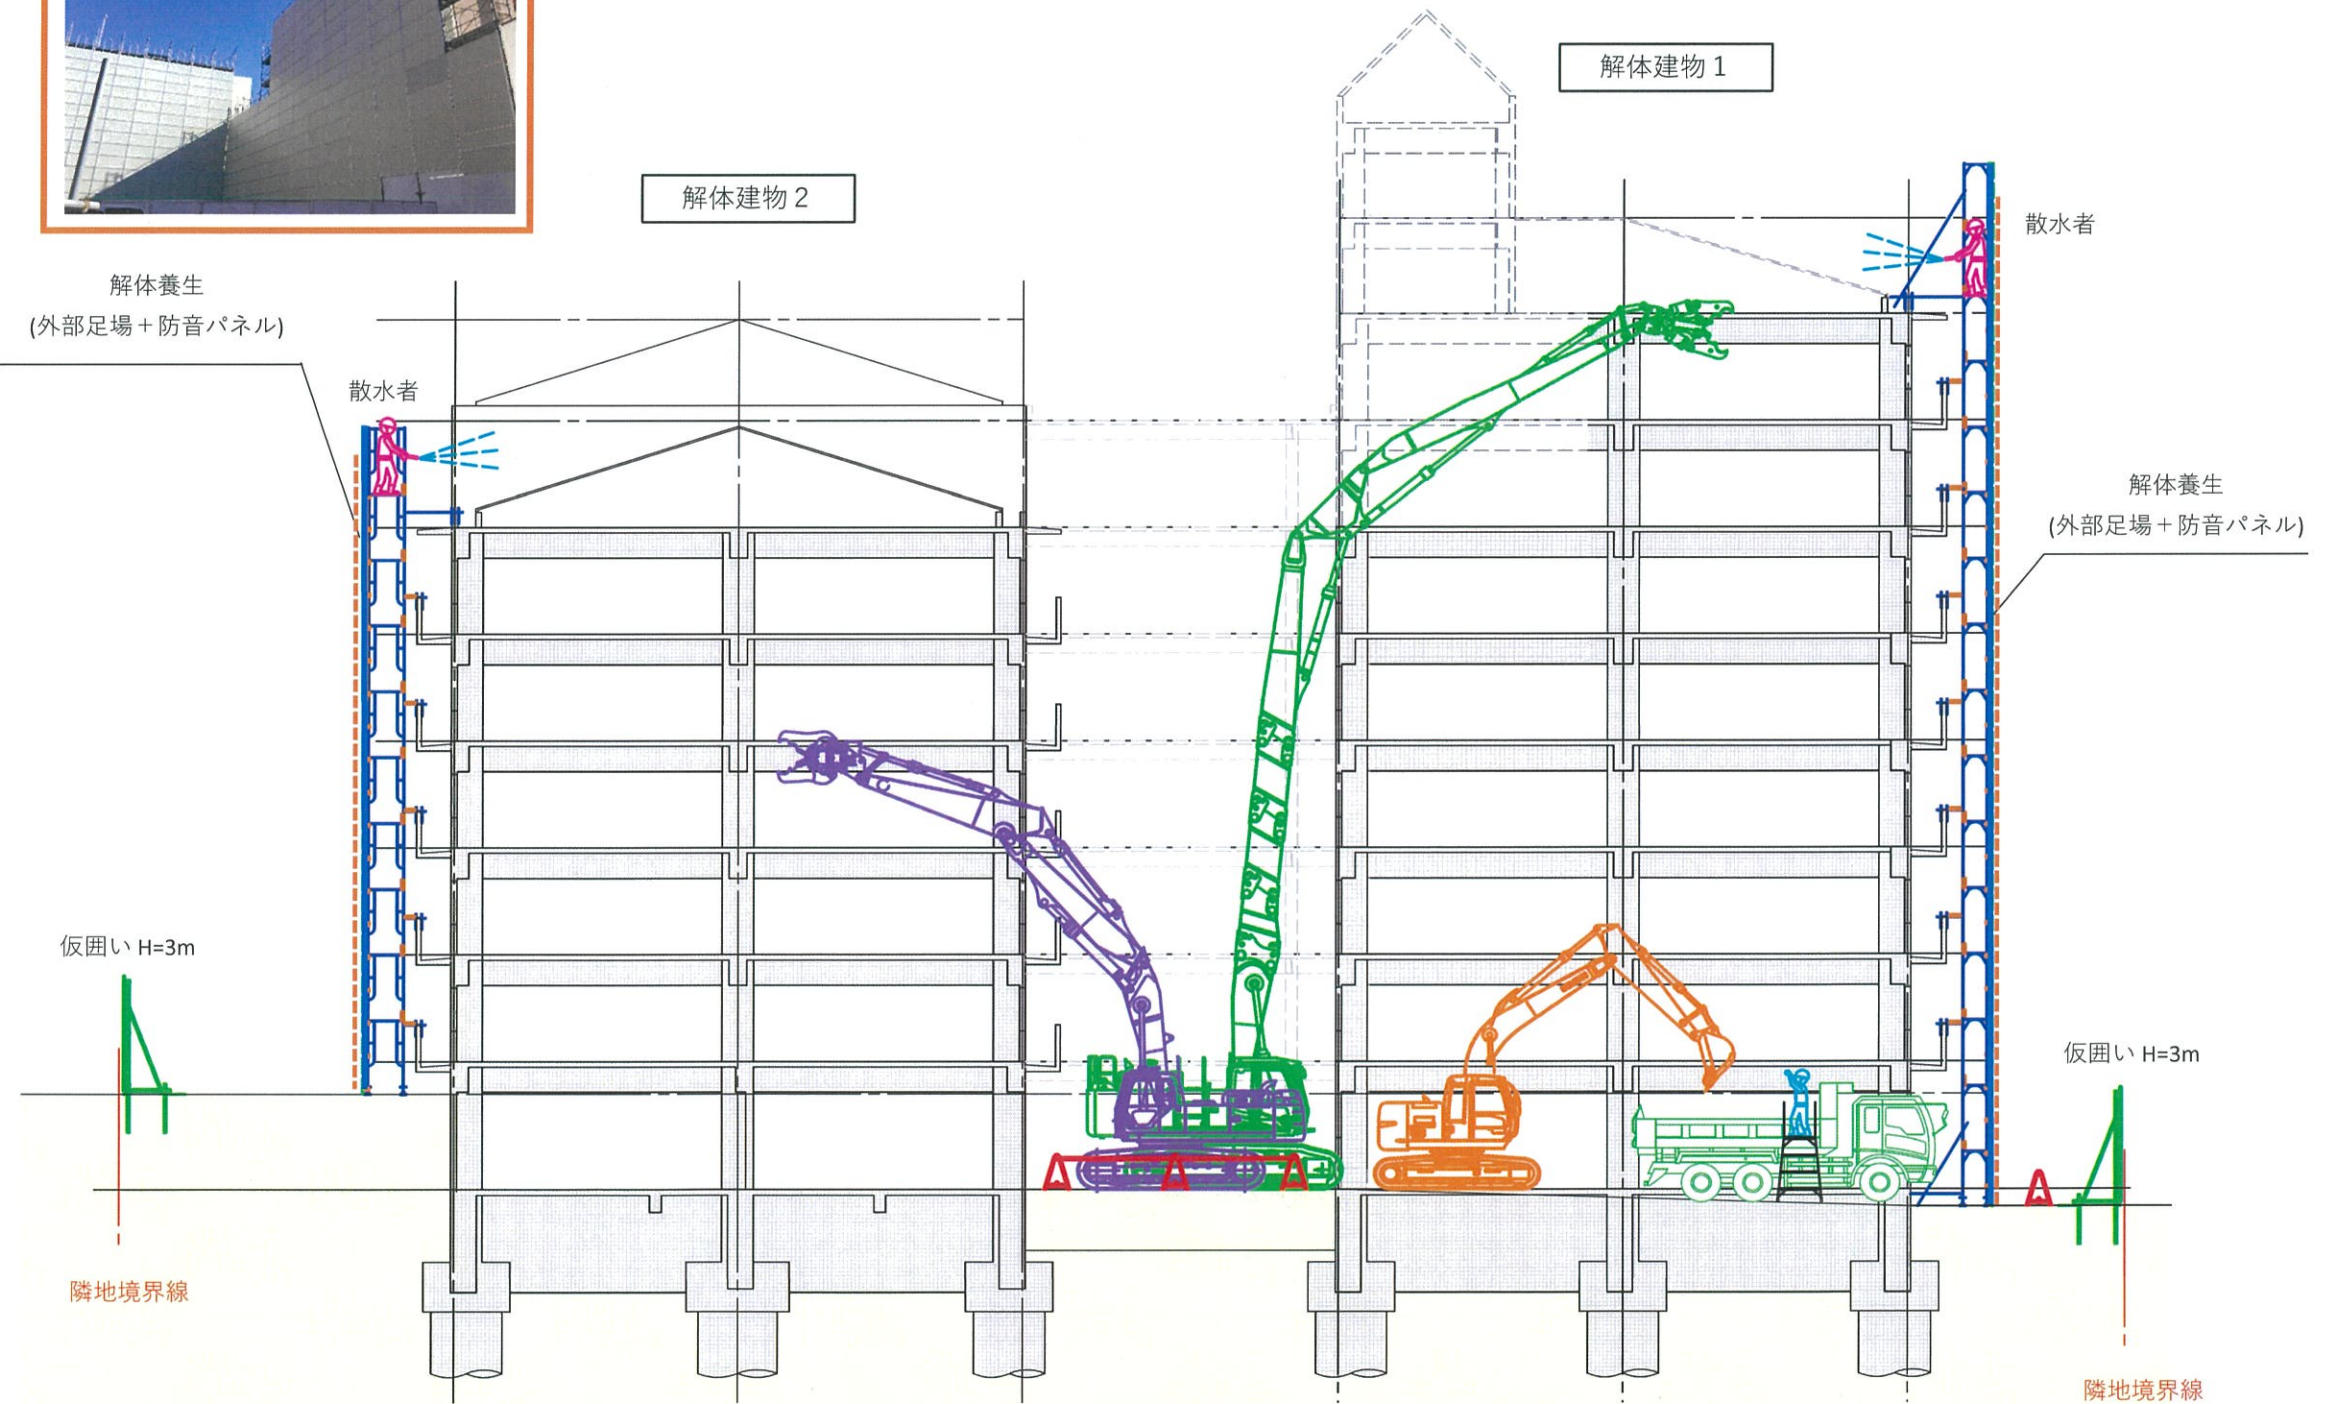 解体建物 1
解体建物 2
散水者
解体養生
(外部足場＋防音パネル)
散水者
解体養生
(外部足場＋防音パネル)
仮囲い H=3m
仮囲い H=3m
隣地境界線
隣地境界線